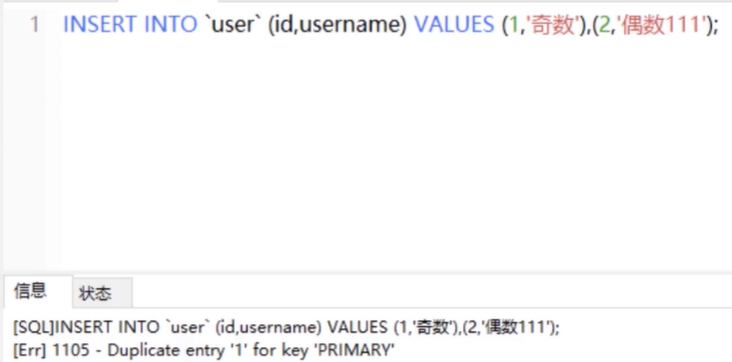 1 INSERT INTO `user` (id,username) VALUES (1,'奇数'),(2,'偶数111');
信息 状态
[SQL]INSERT INTO `user` (id,username) VALUES (1,'奇数'),(2,'偶数111');
[Err] 1105 - Duplicate entry '1' for key 'PRIMARY'